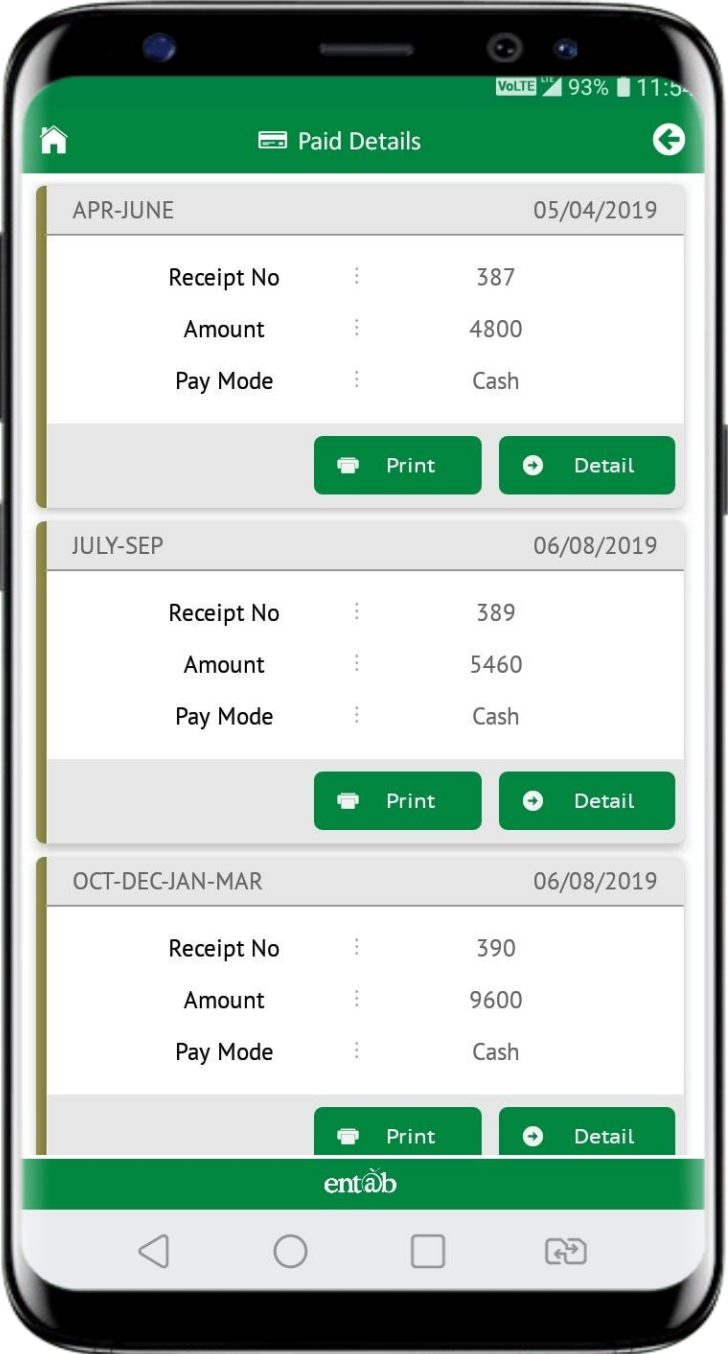 VoLTE LTE 93% 11:54
Paid Details
APR-JUNE 05/04/2019
Receipt No : 387
Amount : 4800
Pay Mode : Cash
Print Detail
JULY-SEP 06/08/2019
Receipt No : 389
Amount : 5460
Pay Mode : Cash
Print Detail
OCT-DEC-JAN-MAR 06/08/2019
Receipt No : 390
Amount : 9600
Pay Mode : Cash
Print Detail
entab